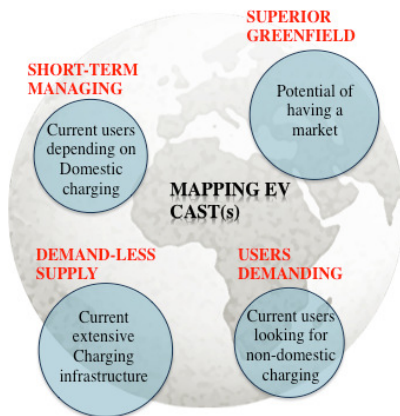 SUPERIOR
GREENFIELD
Potential of
having a
market
SHORT-TERM
MANAGING
Current users
depending on
Domestic
charging
MAPPING EV
CAST(s)
DEMAND-LESS
SUPPLY
Current
extensive
Charging
infrastructure
USERS
DEMANDING
Current users
looking for
non-domestic
charging